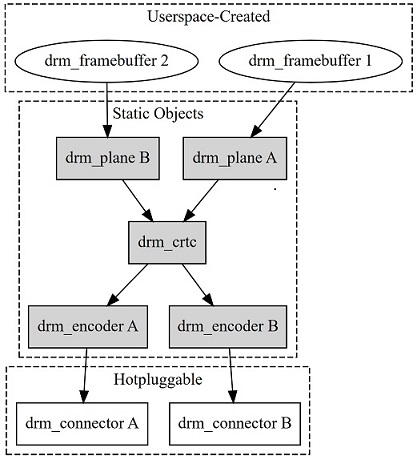 Userspace-Created
drm_framebuffer 2
drm_framebuffer 1
Static Objects
drm_plane B
drm_plane A
drm_crtc
drm_encoder A
drm_encoder B
Hotpluggable
drm_connector A
drm_connector B